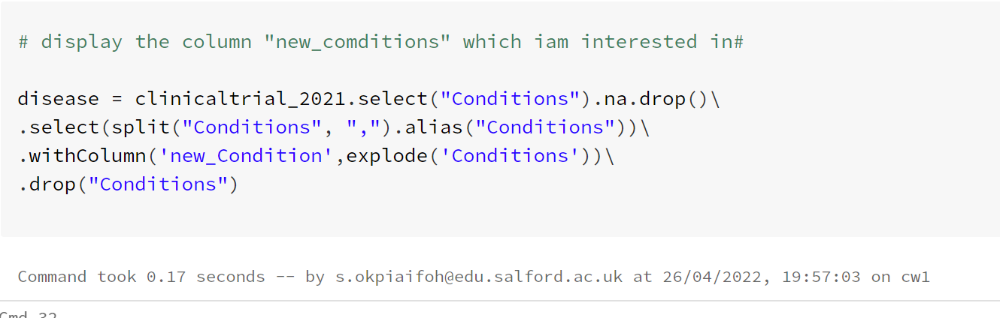 # display the column "new_comditions" which iam interested in#
disease = clinicaltrial_2021.select("Conditions").na.drop()\
.select(split("Conditions", ",").alias("Conditions"))\
.withColumn('new_Condition',explode('Conditions'))\
.drop("Conditions")
Command took 0.17 seconds -- by s.okpiaifoh@edu.salford.ac.uk at 26/04/2022, 19:57:03 on cw1
Cmd 32